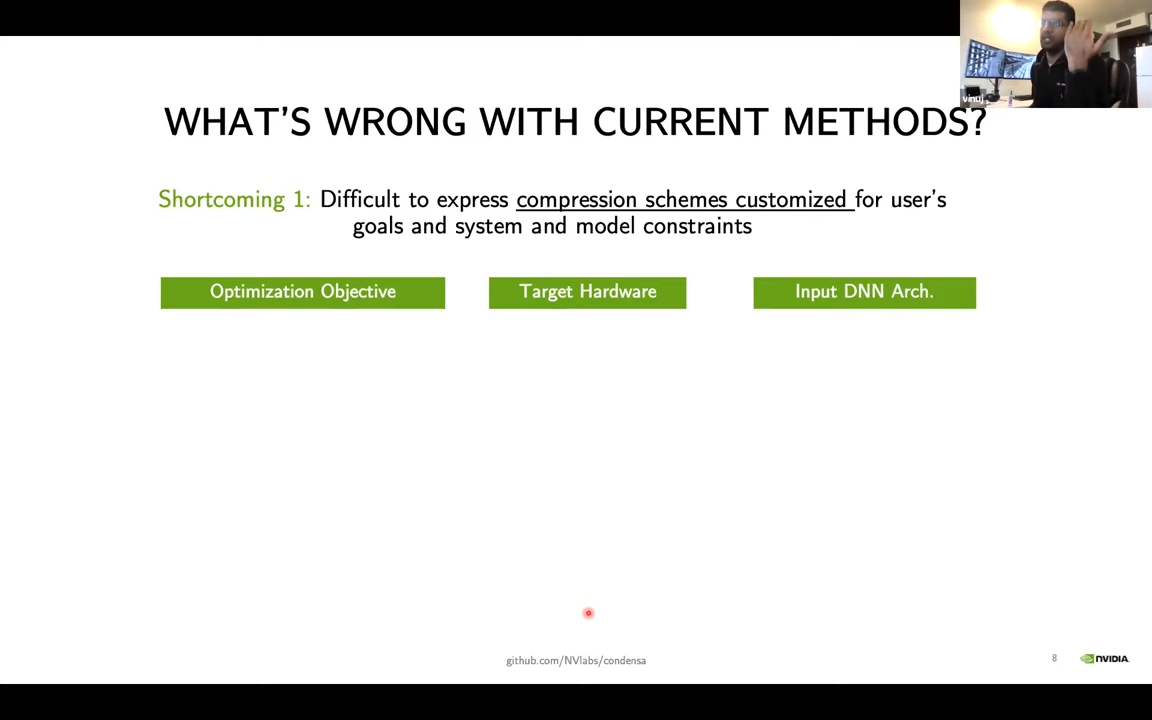 vinuj
WHAT'S WRONG WITH CURRENT METHODS?
Shortcoming 1: Difficult to express compression schemes customized for user's
goals and system and model constraints
Optimization Objective
Target Hardware
Input DNN Arch.
github.com/NVlabs/condensa
8
NVIDIA.